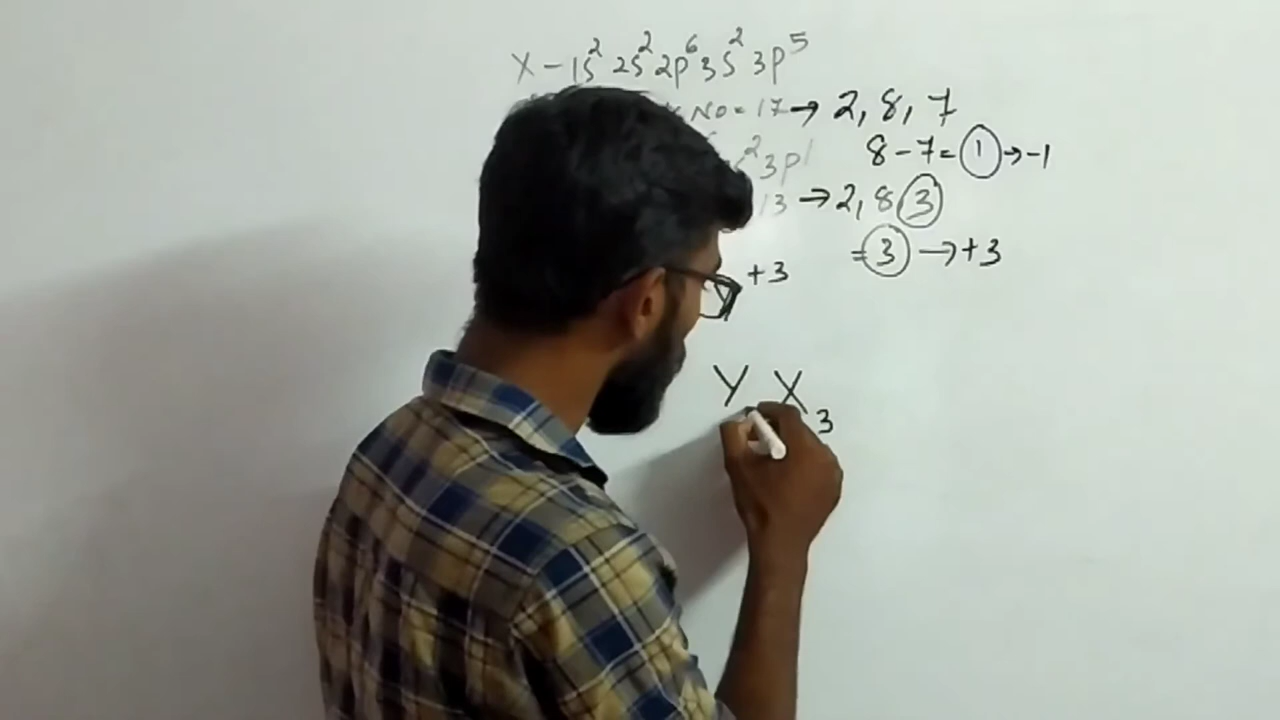 X - 1s² 2s² 2p⁶ 3s² 3p⁵
No = 17 → 2, 8, 7
8 - 7 = 1 → -1
² 3p¹
13 → 2, 8 3
= 3 → +3
+3
Y X₃